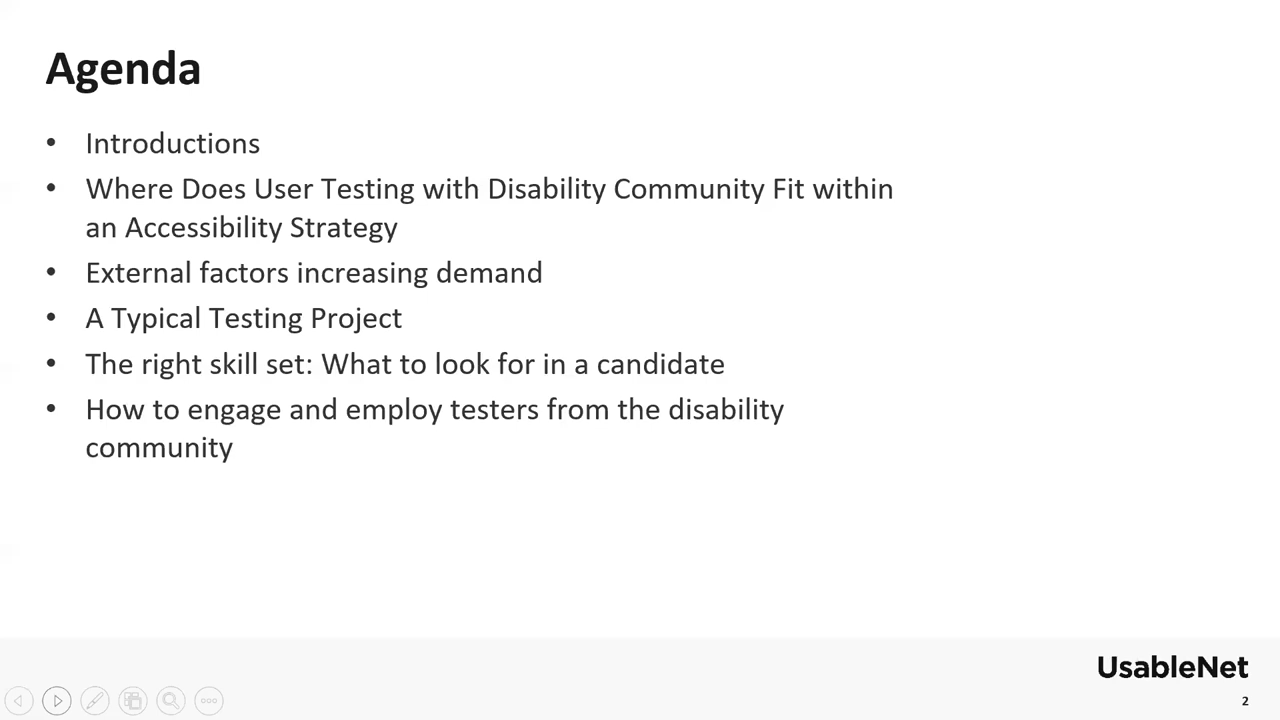 Agenda
• Introductions
• Where Does User Testing with Disability Community Fit within
an Accessibility Strategy
• External factors increasing demand
• A Typical Testing Project
• The right skill set: What to look for in a candidate
• How to engage and employ testers from the disability
community
UsableNet
2